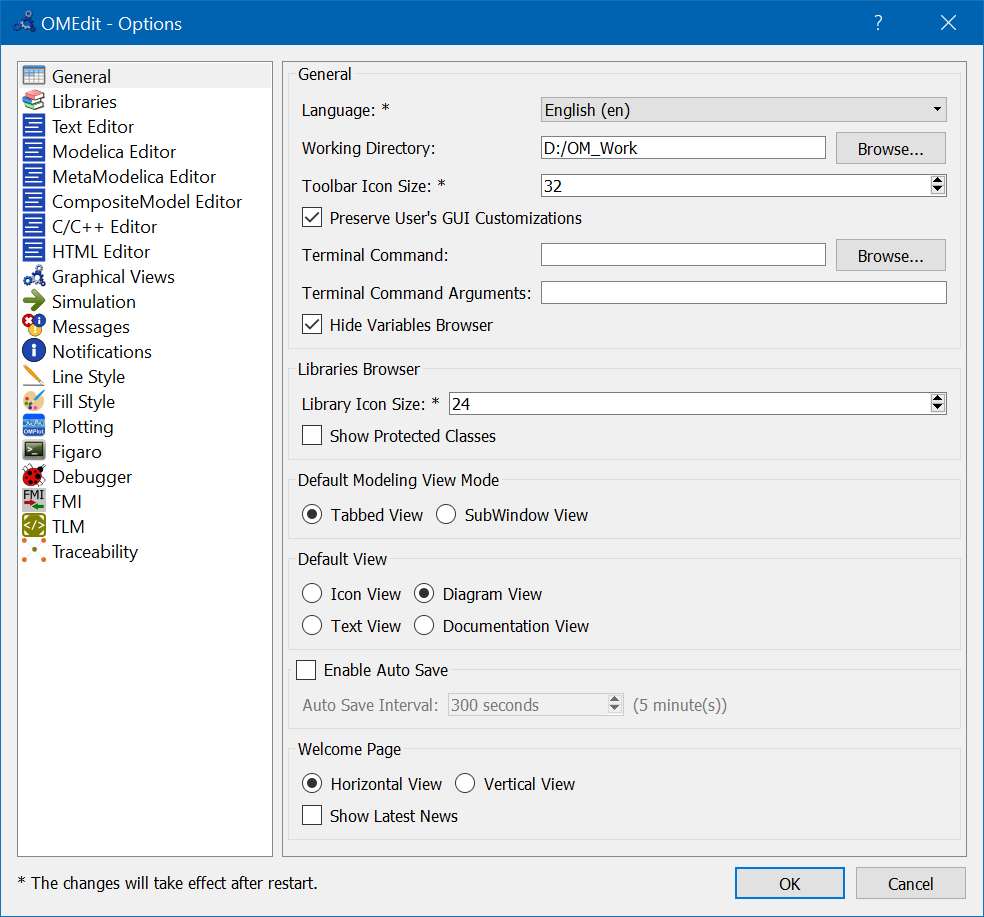 OMEdit - Options
?
General
Libraries
Text Editor
Modelica Editor
MetaModelica Editor
CompositeModel Editor
C/C++ Editor
HTML Editor
Graphical Views
Simulation
Messages
Notifications
Line Style
Fill Style
OMPlot
Plotting
Figaro
Debugger
FMI
FMI
TLM
Traceability
General
Language: * English (en)
Working Directory: D:/OM_Work Browse...
Toolbar Icon Size: * 32
Preserve User's GUI Customizations
Terminal Command: Browse...
Terminal Command Arguments:
Hide Variables Browser
Libraries Browser
Library Icon Size: * 24
Show Protected Classes
Default Modeling View Mode
Tabbed View SubWindow View
Default View
Icon View Diagram View
Text View Documentation View
Enable Auto Save
Auto Save Interval: 300 seconds (5 minute(s))
Welcome Page
Horizontal View Vertical View
Show Latest News
* The changes will take effect after restart. OK Cancel